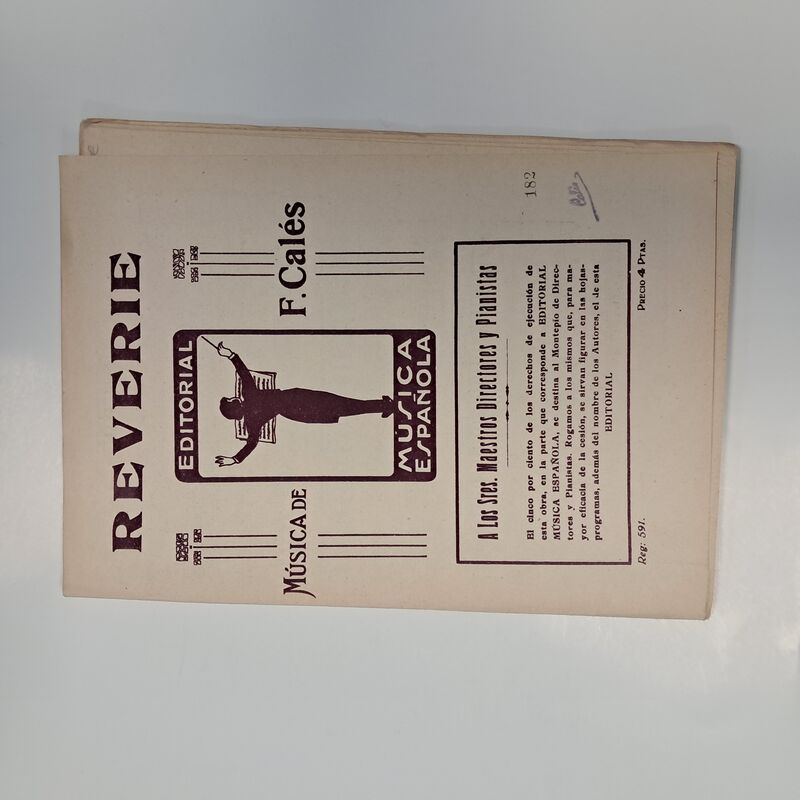 REVERIE
EDITORIAL
MÚSICA
ESPAÑOLA
MÚSICA DE
F. Calés
A Los Sres. Maestros Directores y Pianistas
El cinco por ciento de los derechos de ejecución de
esta obra, en la parte que corresponde a EDITORIAL
MÚSICA ESPAÑOLA, se destina al Montepio de Direc-
tores y Pianistas. Rogamos a los mismos que, para ma-
yor eficacia de la cesión, se sirvan figurar en las hojas-
programas, además del nombre de los Autores, el de esta
EDITORIAL
Reg: 591.
PRECIO 4 PTAS.
182